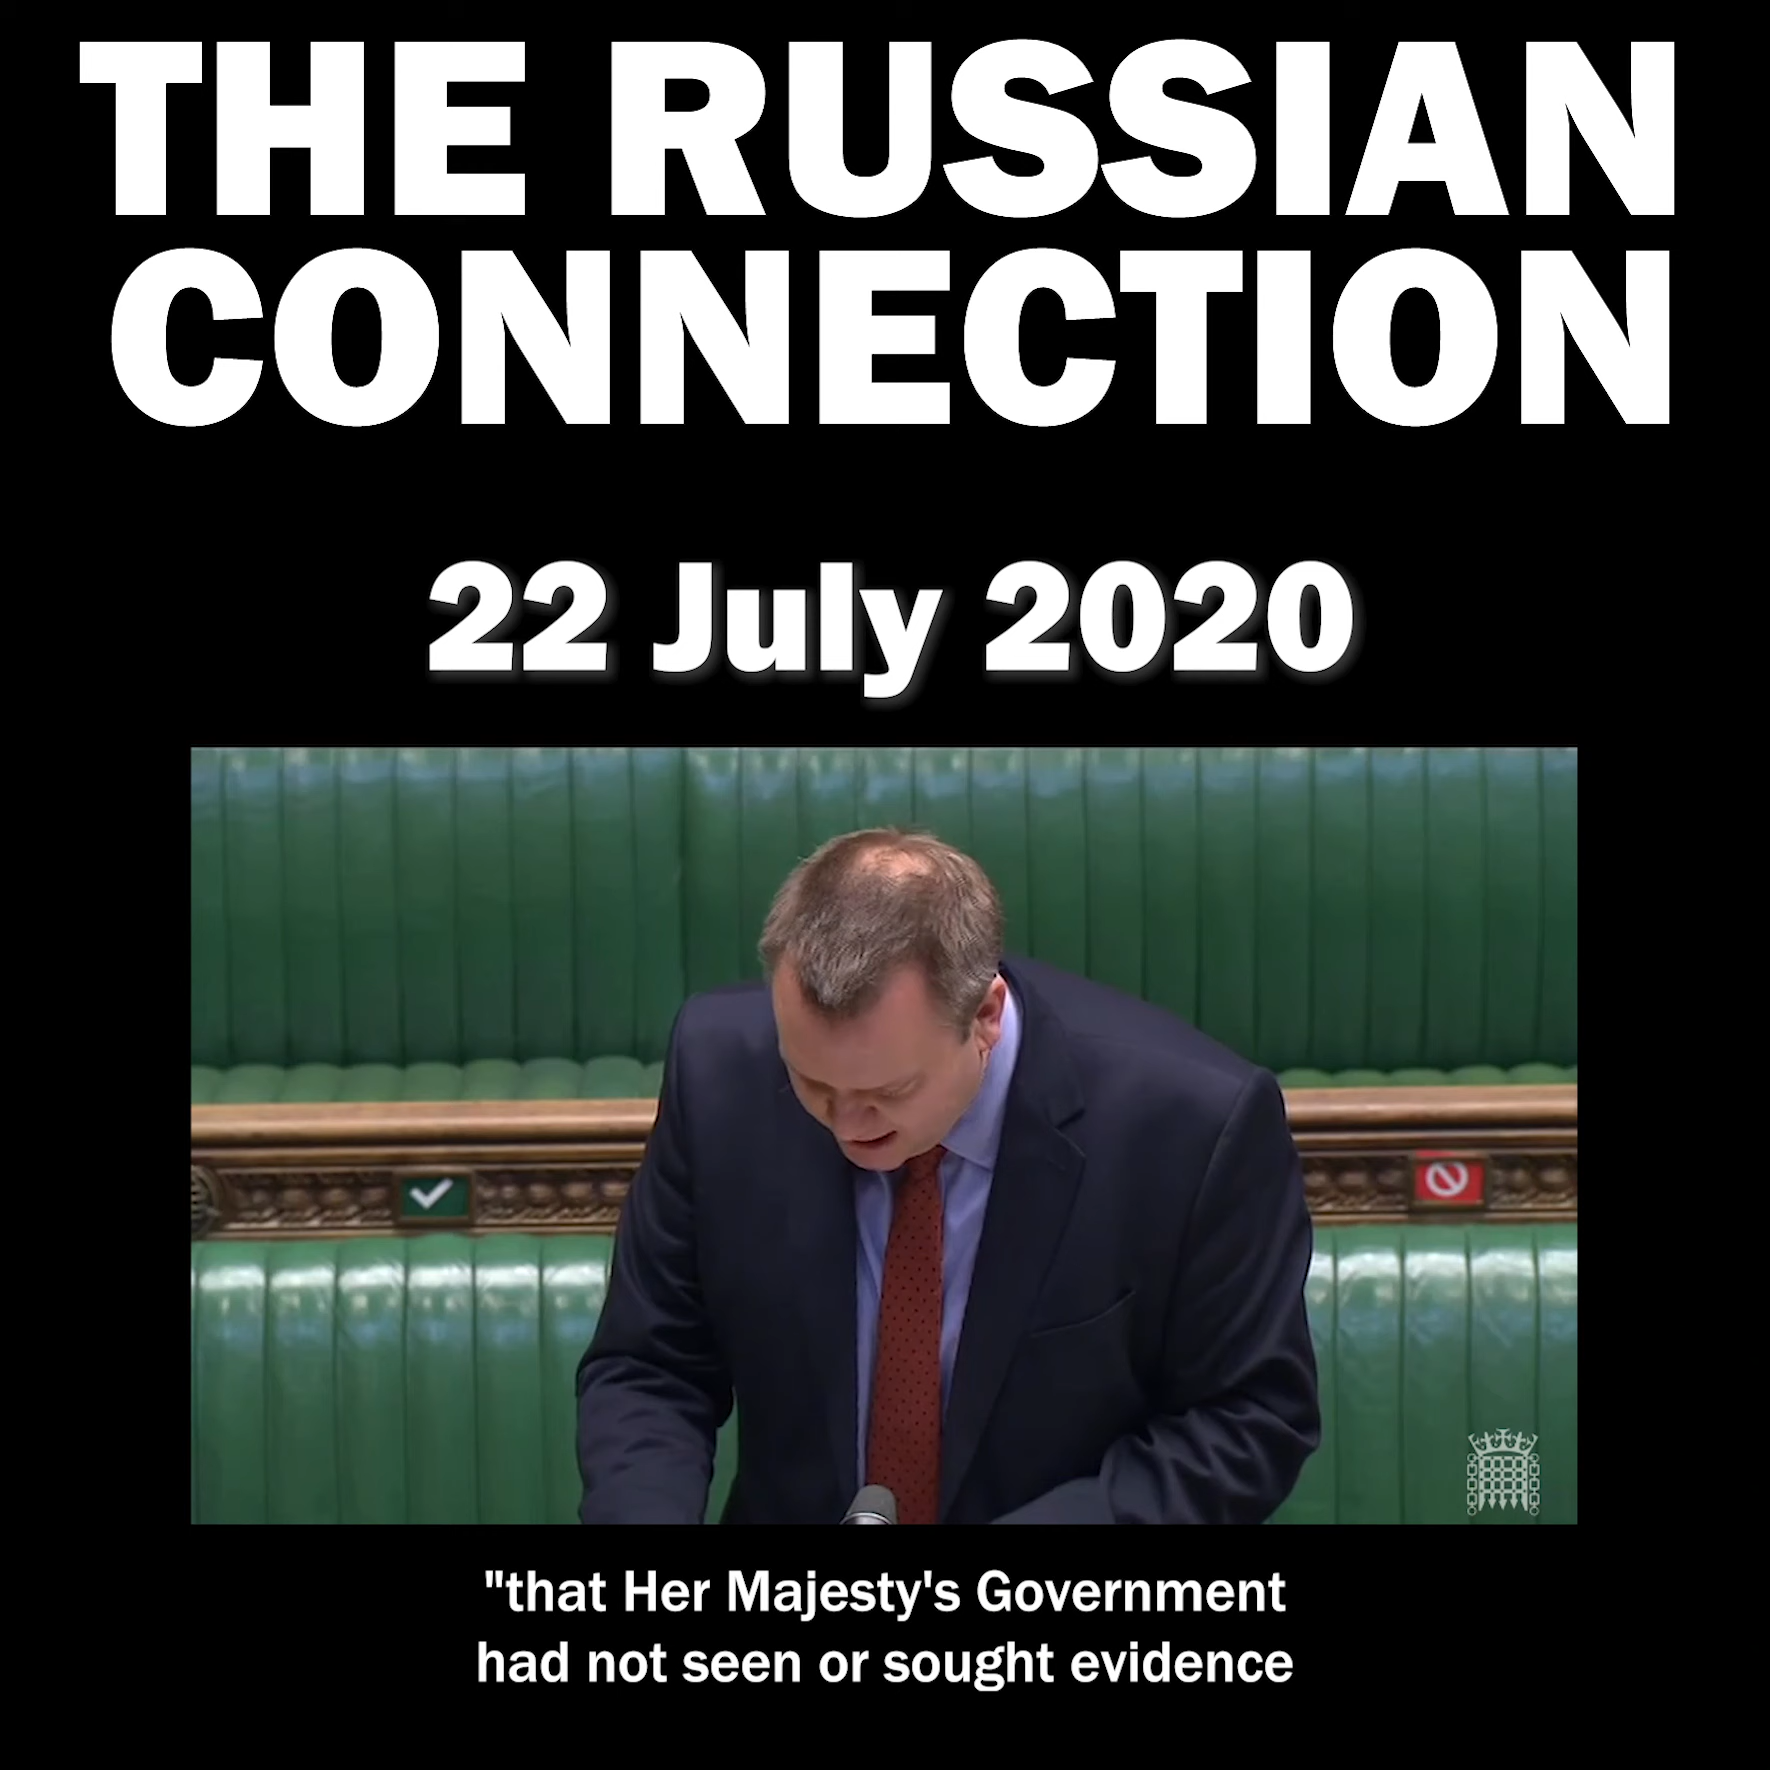 THE RUSSIAN
CONNECTION
22 July 2020
"that Her Majesty's Government
had not seen or sought evidence